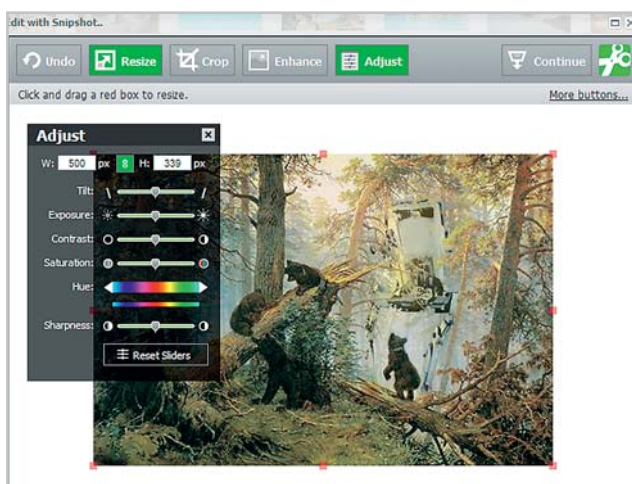 dit with Snipshot..
Undo Resize Crop Enhance Adjust Continue
Click and drag a red box to resize. More buttons...
Adjust
W: 500 px 8 H: 339 px
Tilt:
Exposure:
Contrast:
Saturation:
Hue:
Sharpness:
Reset Sliders